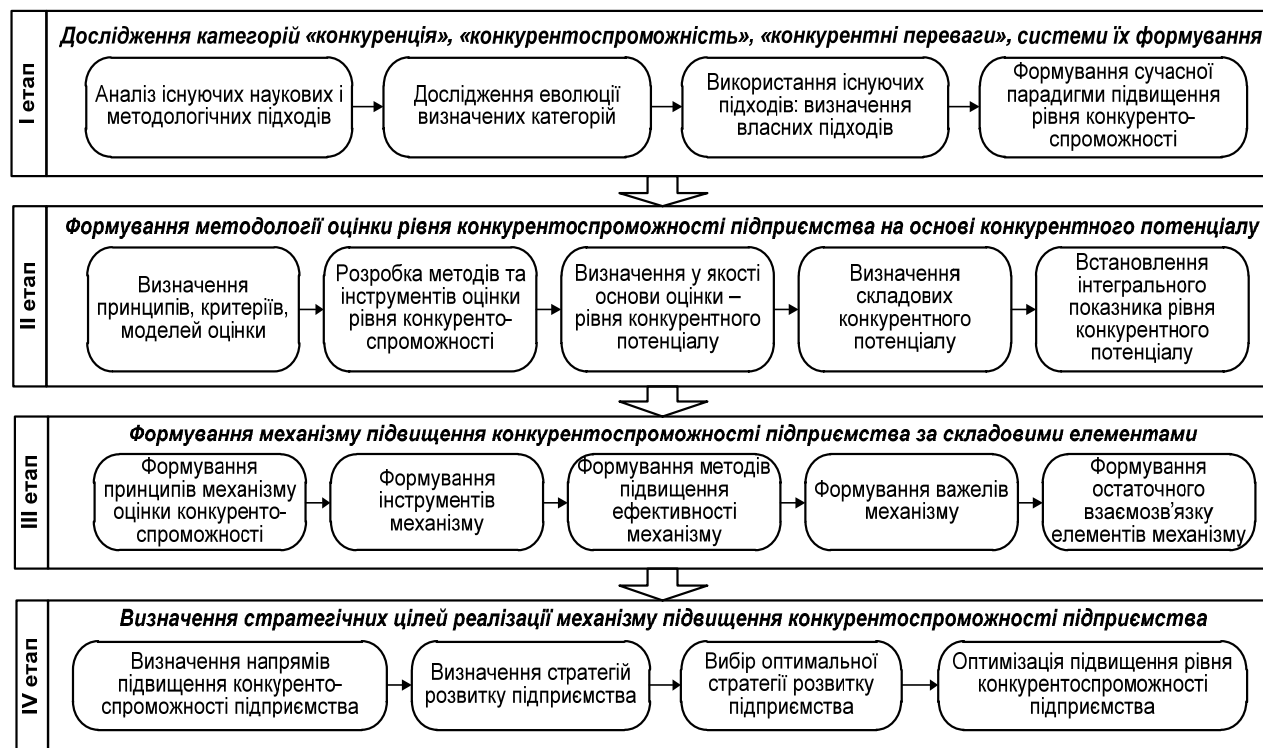 I етап
Дослідження категорій «конкуренція», «конкурентоспроможність», «конкурентні переваги», системи їх формування
Аналіз існуючих наукових і
методологічних підходів
Дослідження еволюції
визначених категорій
Використання існуючих
підходів: визначення
власних підходів
Формування сучасної
парадигми підвищення
рівня конкуренто-
спроможності
II етап
Формування методології оцінки рівня конкурентоспроможності підприємства на основі конкурентного потенціалу
Визначення
принципів, критеріїв,
моделей оцінки
Розробка методів та
інструментів оцінки
рівня конкуренто-
спроможності
Визначення у якості
основи оцінки –
рівня конкурентного
потенціалу
Визначення
складових
конкурентного
потенціалу
Встановлення
інтегрального
показника рівня
конкурентного
потенціалу
III етап
Формування механізму підвищення конкурентоспроможності підприємства за складовими елементами
Формування
принципів механізму
оцінки конкуренто-
спроможності
Формування
інструментів
механізму
Формування методів
підвищення
ефективності
механізму
Формування важелів
механізму
Формування
остаточного
взаємозв’язку
елементів механізму
IV етап
Визначення стратегічних цілей реалізації механізму підвищення конкурентоспроможності підприємства
Визначення напрямів
підвищення конкуренто-
спроможності підприємства
Визначення стратегій
розвитку підприємства
Вибір оптимальної
стратегії розвитку
підприємства
Оптимізація підвищення рівня
конкурентоспроможності
підприємства